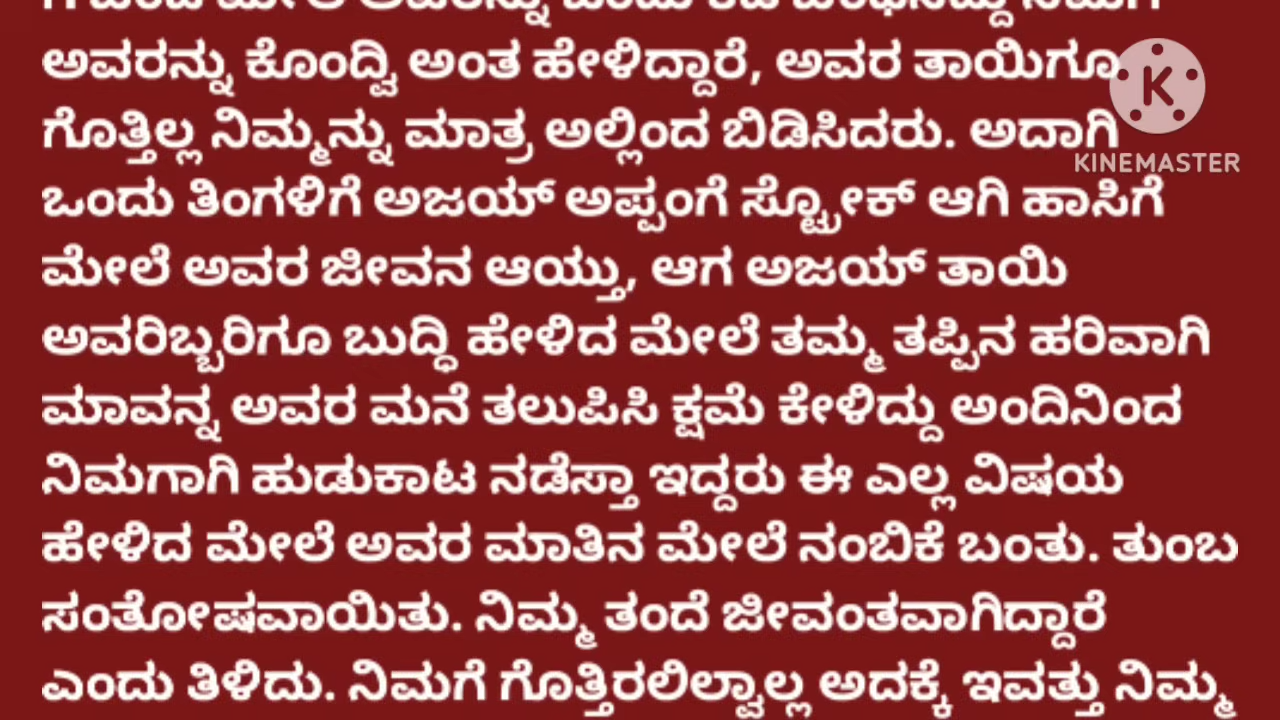 ಅವರನ್ನು ಕೊಂದ್ವಿ ಅಂತ ಹೇಳಿದ್ದಾರೆ, ಅವರ ತಾಯಿಗೂ
ಗೊತ್ತಿಲ್ಲ ನಿಮ್ಮನ್ನು ಮಾತ್ರ ಅಲ್ಲಿಂದ ಬಿಡಿಸಿದರು. ಅದಾಗಿ
KINEMASTER
ಒಂದು ತಿಂಗಳಿಗೆ ಅಜಯ್ ಅಪ್ಪಂಗೆ ಸ್ಟ್ರೋಕ್ ಆಗಿ ಹಾಸಿಗೆ
ಮೇಲೆ ಅವರ ಜೀವನ ಆಯ್ತು, ಆಗ ಅಜಯ್ ತಾಯಿ
ಅವರಿಬ್ಬರಿಗೂ ಬುದ್ಧಿ ಹೇಳಿದ ಮೇಲೆ ತಮ್ಮ ತಪ್ಪಿನ ಹರಿವಾಗಿ
ಮಾವನ್ನ ಅವರ ಮನೆ ತಲುಪಿಸಿ ಕ್ಷಮೆ ಕೇಳಿದ್ದು ಅಂದಿನಿಂದ
ನಿಮಗಾಗಿ ಹುಡುಕಾಟ ನಡೆಸ್ತಾ ಇದ್ದರು ಈ ಎಲ್ಲ ವಿಷಯ
ಹೇಳಿದ ಮೇಲೆ ಅವರ ಮಾತಿನ ಮೇಲೆ ನಂಬಿಕೆ ಬಂತು. ತುಂಬ
ಸಂತೋಷವಾಯಿತು. ನಿಮ್ಮ ತಂದೆ ಜೀವಂತವಾಗಿದ್ದಾರೆ
ಎಂದು ತಿಳಿದು. ನಿಮಗೆ ಗೊತ್ತಿರಲಿಲ್ವಾಲ್ಲ ಅದಕ್ಕೆ ಇವತ್ತು ನಿಮ್ಮ